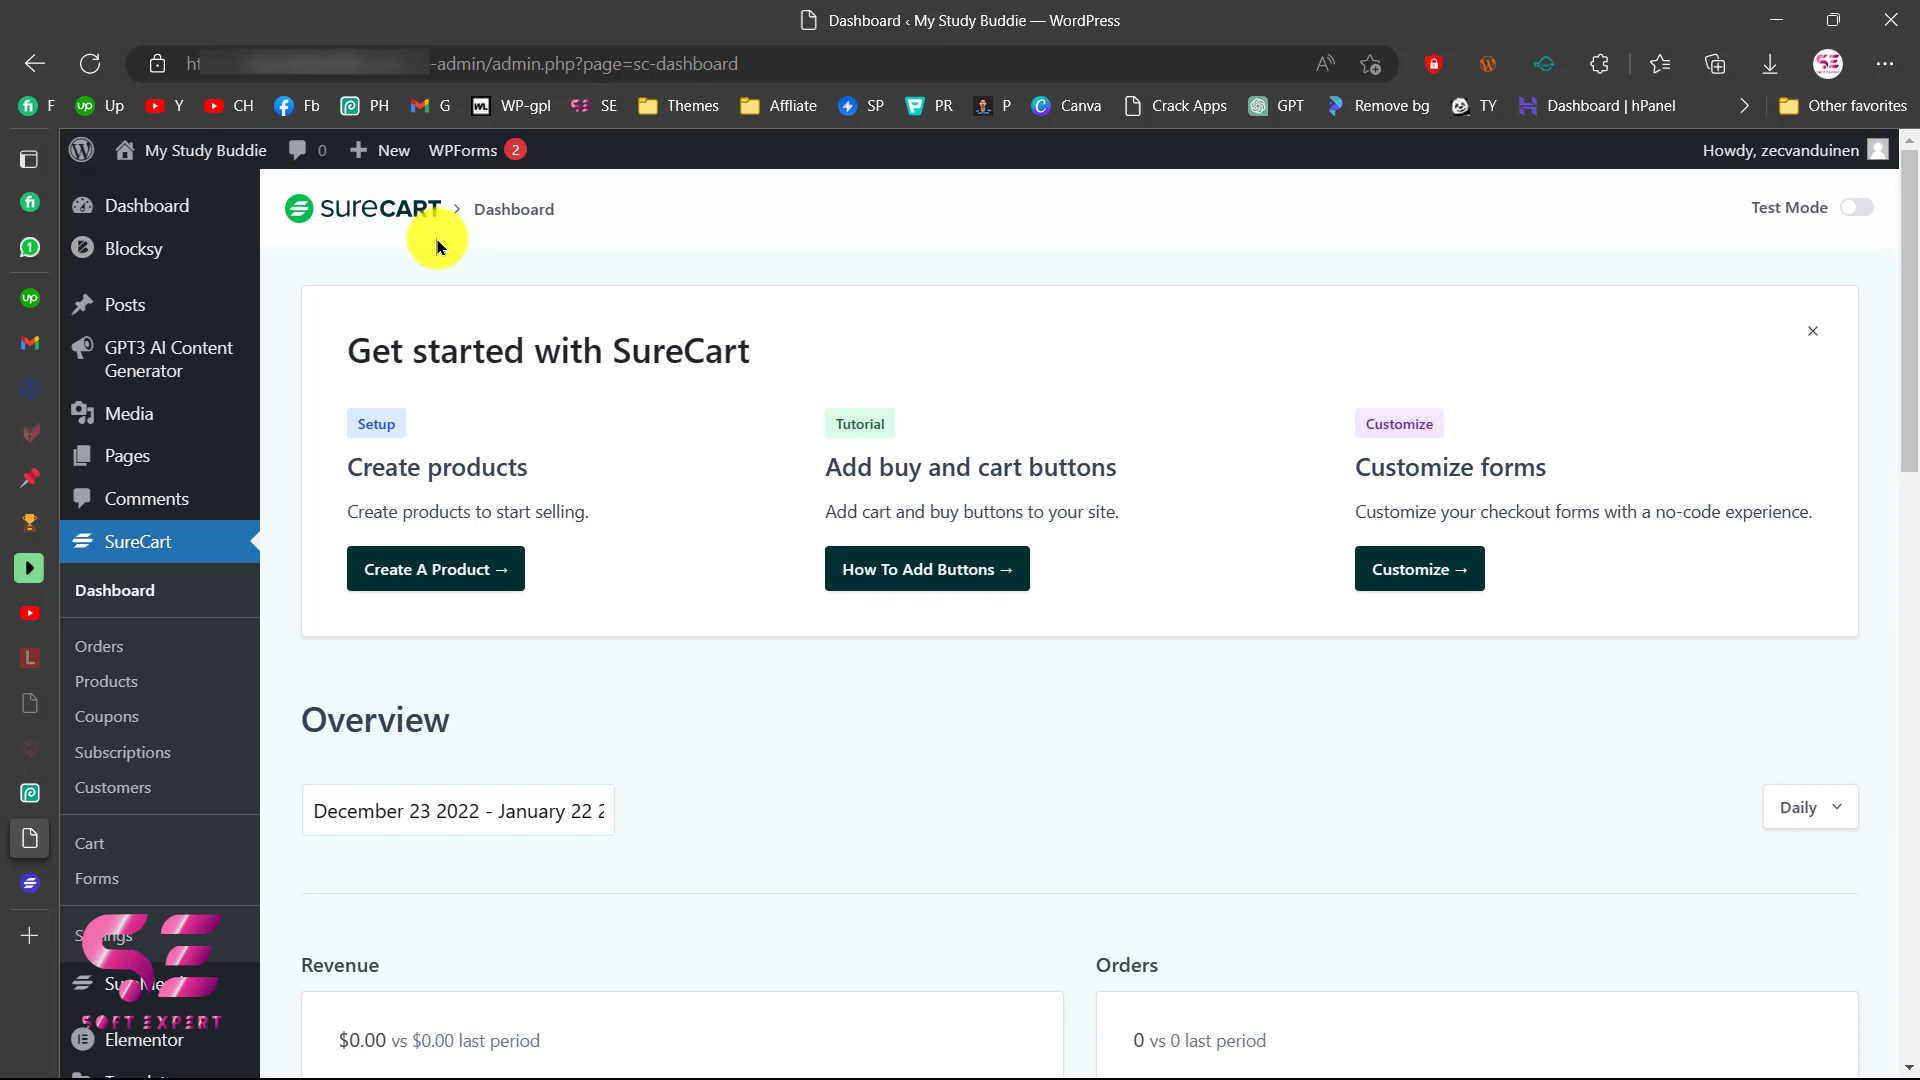 Dashboard ‹ My Study Buddie — WordPress
-admin/admin.php?page=sc-dashboard
F Up Y CH Fb PH G WP-gpl SE Themes Affliate SP PR P Canva Crack Apps GPT Remove bg TY Dashboard | hPanel Other favorites
My Study Buddie 0 New WPForms 2 Howdy, zecvanduinen
Dashboard
Blocksy
Posts
GPT3 AI Content
Generator
Media
Pages
Comments
SureCart
Dashboard
Orders
Products
Coupons
Subscriptions
Customers
Cart
Forms
SOFT EXPERT
Elementor
SURECART Dashboard
Test Mode
Get started with SureCart
Setup
Create products
Create products to start selling.
Create A Product →
Tutorial
Add buy and cart buttons
Add cart and buy buttons to your site.
How To Add Buttons →
Customize
Customize forms
Customize your checkout forms with a no-code experience.
Customize →
Overview
December 23 2022 - January 22
Daily
Revenue
$0.00 vs $0.00 last period
Orders
0 vs 0 last period